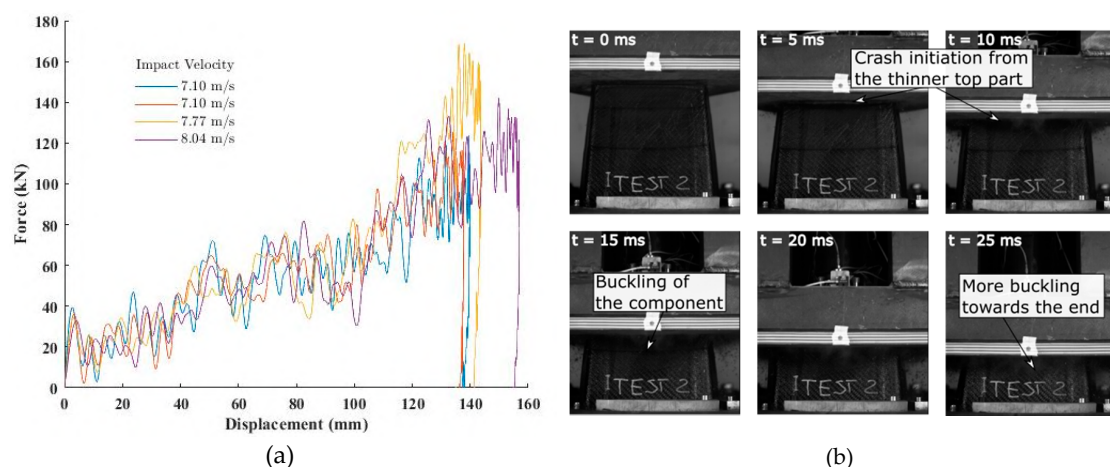 180
160
140
120
100
80
60
40
20
0
Force (kN)
Impact Velocity
7.10 m/s
7.10 m/s
7.77 m/s
8.04 m/s
0 20 40 60 80 100 120 140 160
Displacement (mm)
(a)
t = 0 ms
t = 5 ms
t = 10 ms
Crash initiation from
the thinner top part
ITEST 2
ITEST 2
ITEST 2
t = 15 ms
t = 20 ms
t = 25 ms
Buckling of
the component
More buckling
towards the end
ITEST 2
ITEST 2
ITEST 2
(b)